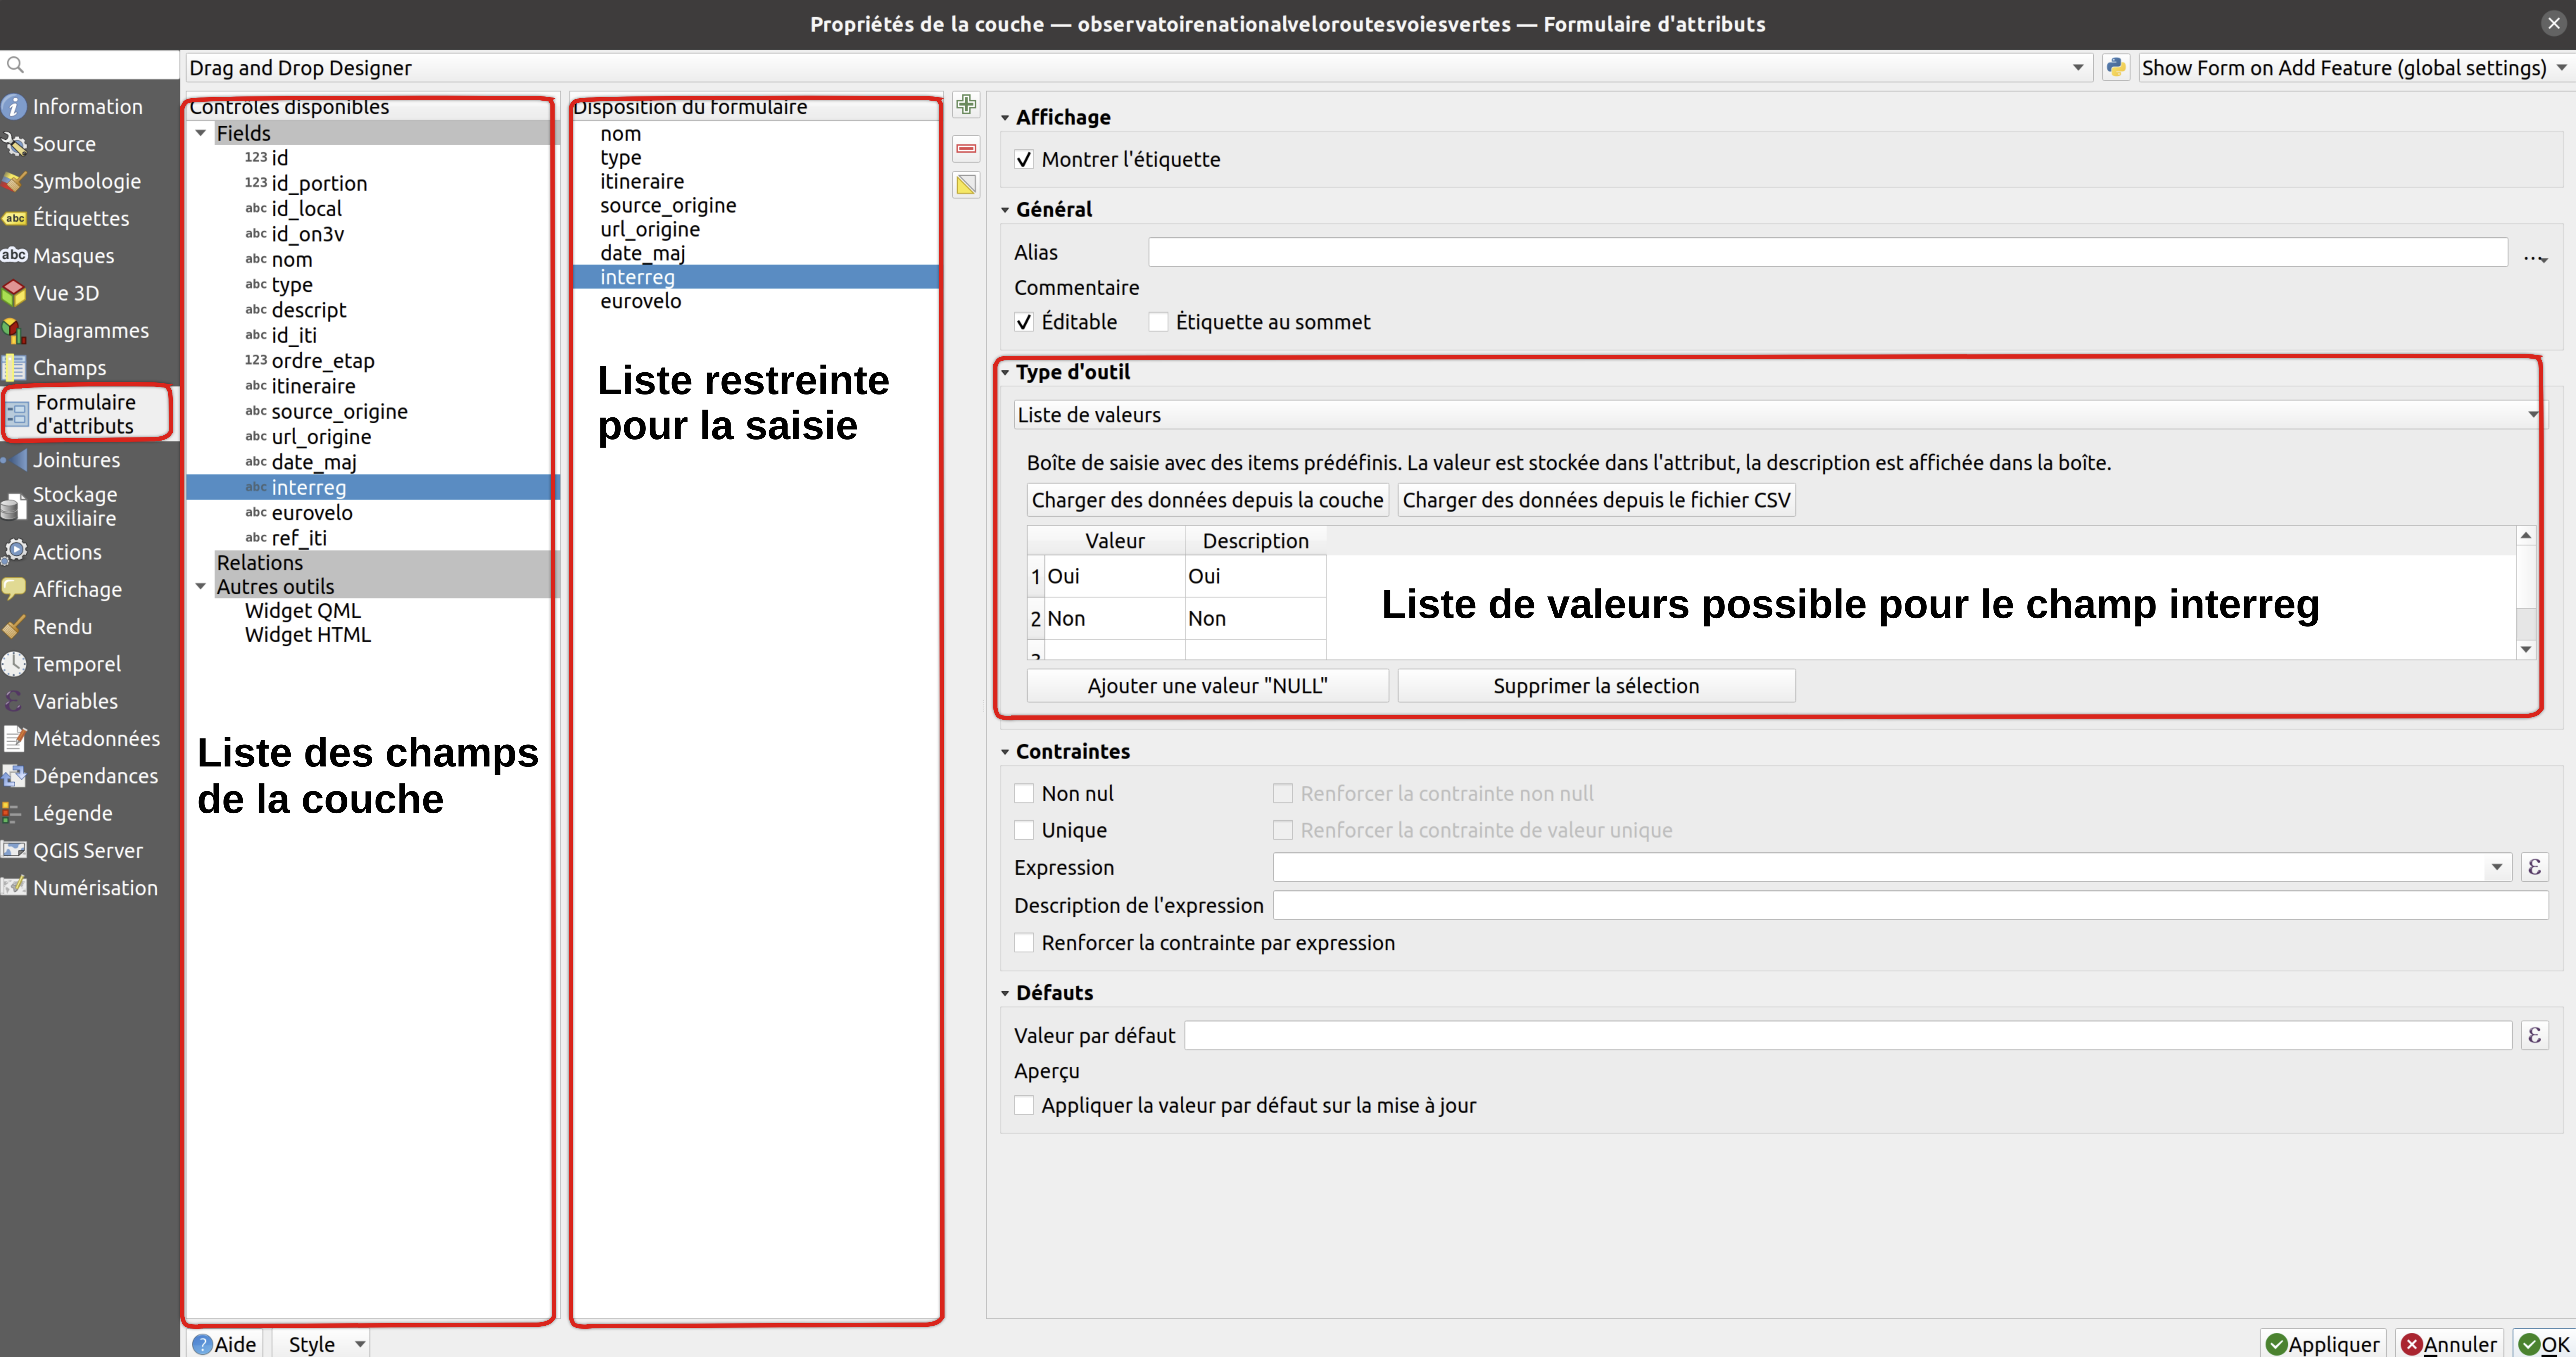 Propriétés de la couche — observatoirenationalveloroutesvoiesvertes — Formulaire d'attributs
Drag and Drop Designer
Show Form on Add Feature (global settings)
Information
Source
Symbologie
abc Étiquettes
abc Masques
Vue 3D
Diagrammes
Champs
Formulaire
d'attributs
Jointures
Stockage
auxiliaire
Actions
Affichage
Rendu
Temporel
Variables
Métadonnées
Dépendances
Légende
QGIS Server
Numérisation
Contrôles disponibles
Fields
123 id
123 id_portion
abc id_local
abc id_on3v
abc nom
abc type
abc descript
abc id_iti
123 ordre_etap
abc itineraire
abc source_origine
abc url_origine
abc date_maj
abc interreg
abc eurovelo
abc ref_iti
Relations
Autres outils
Widget QML
Widget HTML
Liste des champs
de la couche
Disposition du formulaire
nom
type
itineraire
source_origine
url_origine
date_maj
interreg
eurovelo
Liste restreinte
pour la saisie
Affichage
Montrer l'étiquette
Général
Alias
Commentaire
Éditable
Étiquette au sommet
Type d'outil
Liste de valeurs
Boîte de saisie avec des items prédéfinis. La valeur est stockée dans l'attribut, la description est affichée dans la boîte.
Charger des données depuis la couche
Charger des données depuis le fichier CSV
Valeur Description
1 Oui Oui
2 Non Non
3
Liste de valeurs possible pour le champ interreg
Ajouter une valeur "NULL"
Supprimer la sélection
Contraintes
Non nul
Renforcer la contrainte non null
Unique
Renforcer la contrainte de valeur unique
Expression
ε
Description de l'expression
Renforcer la contrainte par expression
Défauts
Valeur par défaut
ε
Aperçu
Appliquer la valeur par défaut sur la mise à jour
Aide
Style
Appliquer
Annuler
OK